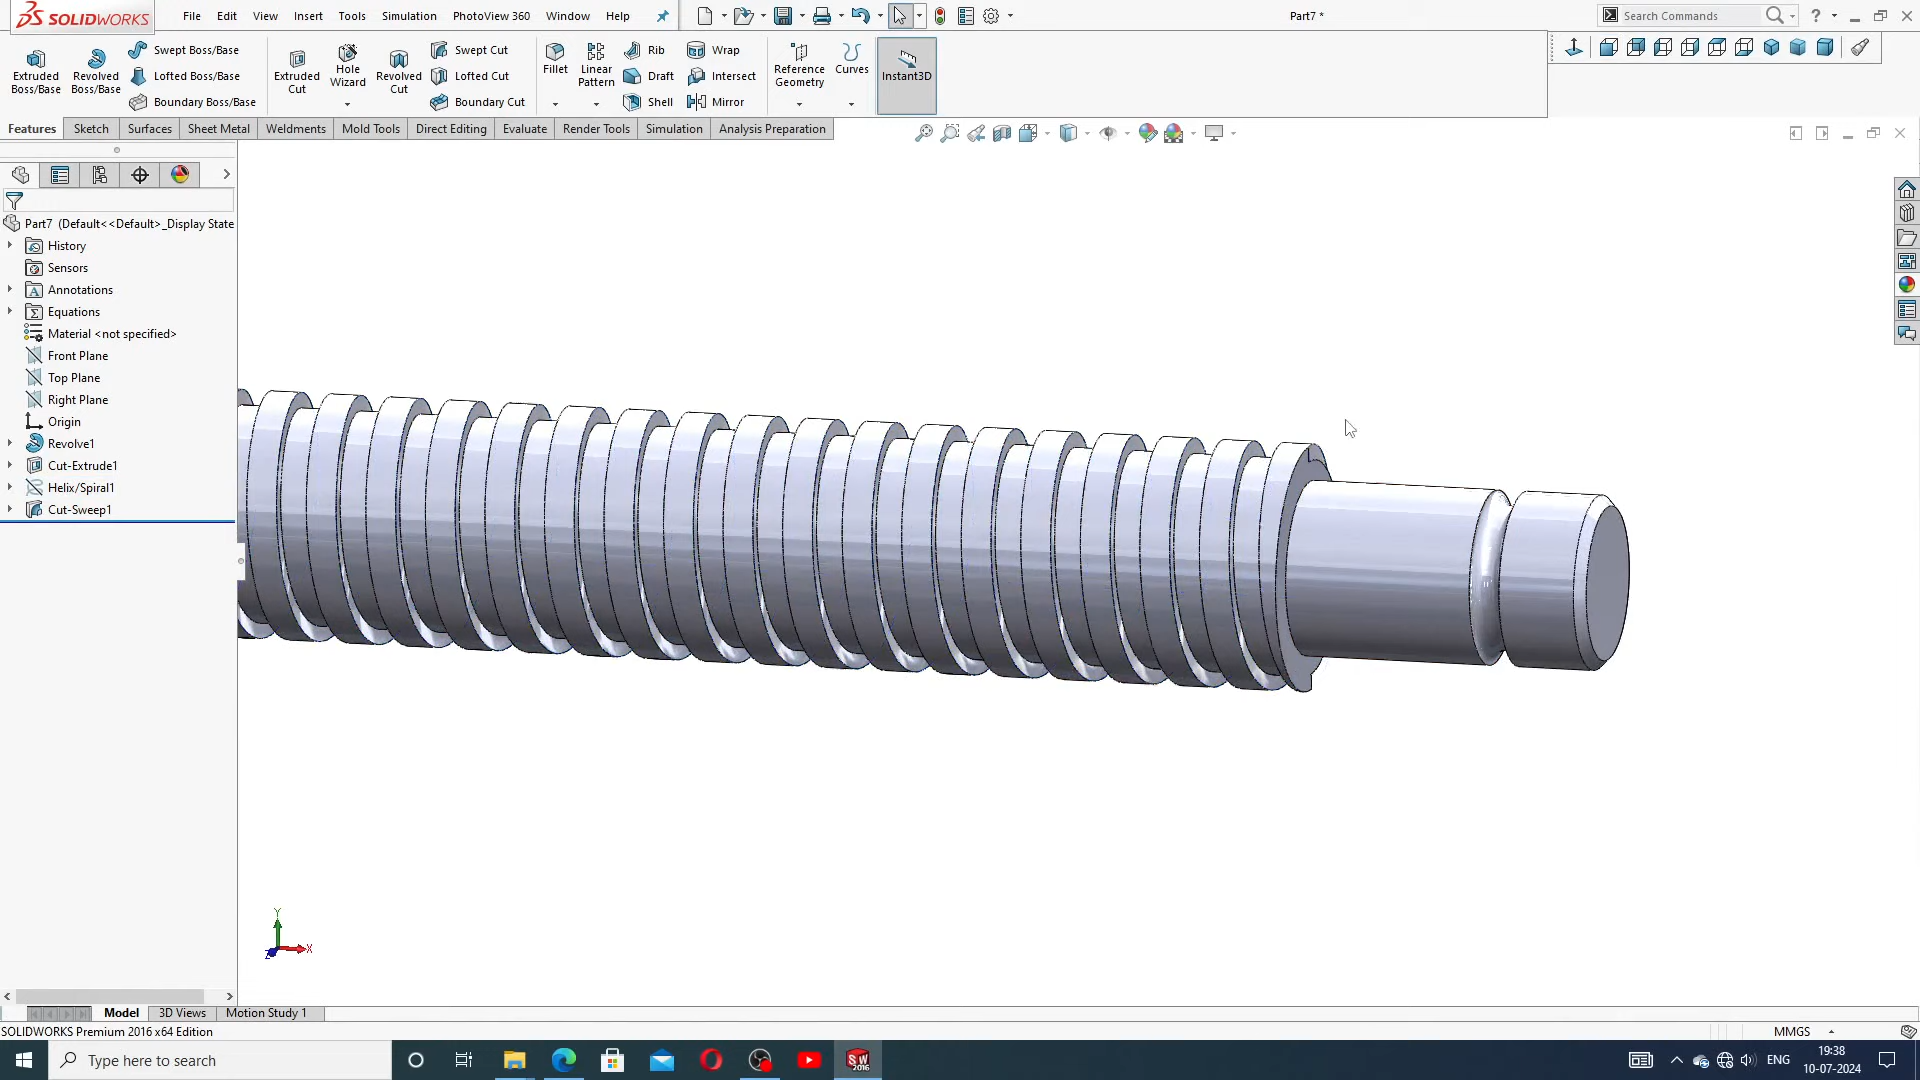 SOLIDWORKS
File Edit View Insert Tools Simulation PhotoView 360 Window Help
Part7 *
Search Commands
Extruded Boss/Base
Revolved Boss/Base
Swept Boss/Base
Lofted Boss/Base
Boundary Boss/Base
Extruded Cut
Hole Wizard
Revolved Cut
Swept Cut
Lofted Cut
Boundary Cut
Fillet
Linear Pattern
Rib
Draft
Shell
Wrap
Intersect
Mirror
Reference Geometry
Curves
Instant3D
Features Sketch Surfaces Sheet Metal Weldments Mold Tools Direct Editing Evaluate Render Tools Simulation Analysis Preparation
Part7 (Default<<Default>_Display State
History
Sensors
Annotations
Equations
Material <not specified>
Front Plane
Top Plane
Right Plane
Origin
Revolve1
Cut-Extrude1
Helix/Spiral1
Cut-Sweep1
Y
X
Z
Model 3D Views Motion Study 1
SOLIDWORKS Premium 2016 x64 Edition
MMGS
Type here to search
SW
2016
ENG
19:38
10-07-2024